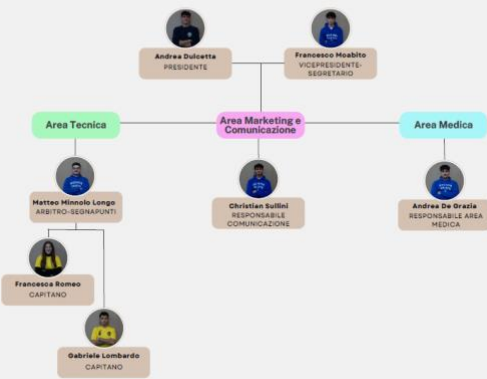 Andrea Dulcetta
PRESIDENTE
Francesco Moabito
VICEPRESIDENTE-
SEGRETARIO
Area Tecnica
Area Marketing e
Comunicazione
Area Medica
Matteo Minnolo Longo
ARBITRO-SEGNAPUNTI
Christian Sullini
RESPONSABILE
COMUNICAZIONE
Andrea De Grazia
RESPONSABILE AREA
MEDICA
Francesca Romeo
CAPITANO
Gabriele Lombardo
CAPITANO